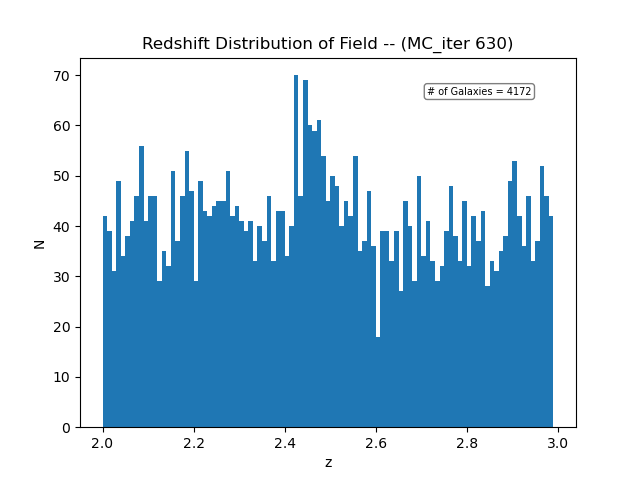 Redshift Distribution of Field -- (MC_iter 630)
# of Galaxies = 4172
70
60
50
40
30
20
10
0
N
2.0 2.2 2.4 2.6 2.8 3.0
z